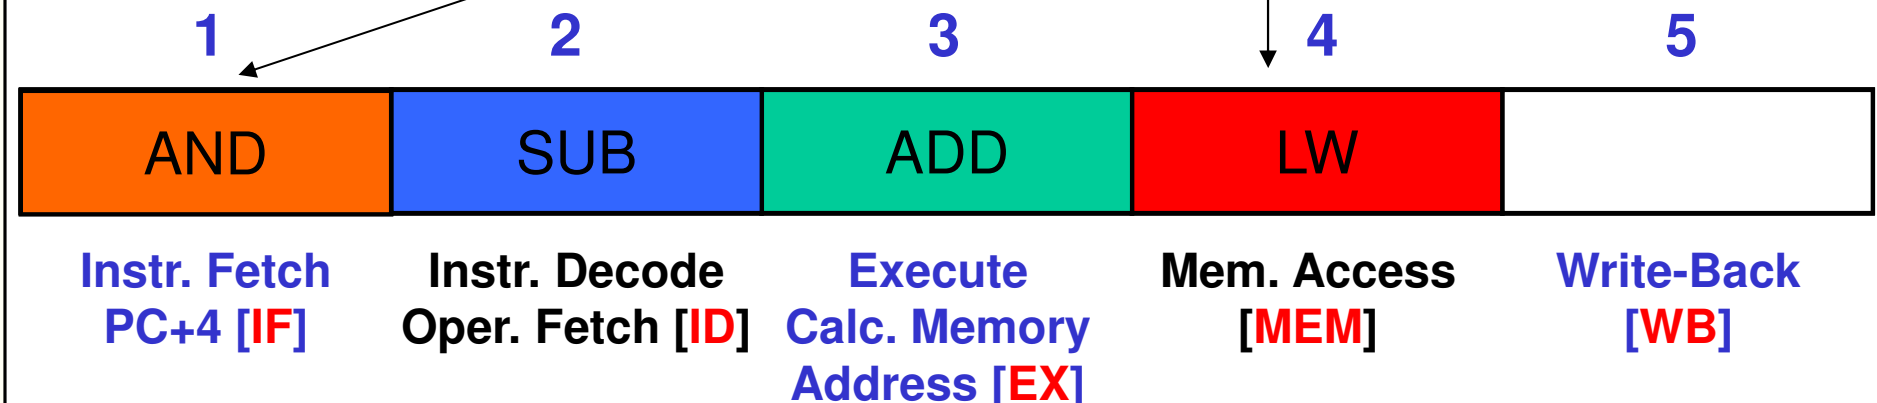 1 2 3 4 5
AND SUB ADD LW
Instr. Fetch Instr. Decode Execute Mem. Access Write-Back
PC+4 [IF] Oper. Fetch [ID] Calc. Memory [MEM] [WB]
Address [EX]